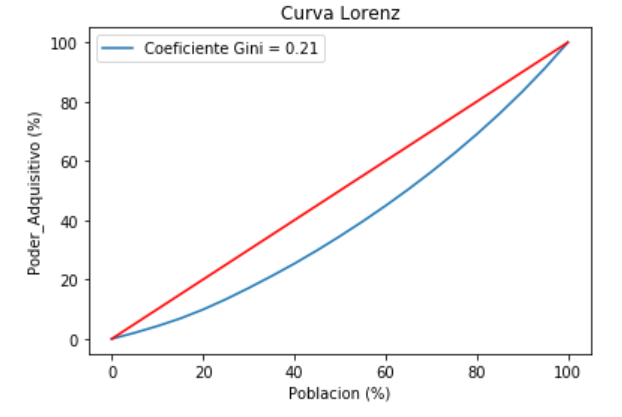 Curva Lorenz
Coeficiente Gini = 0.21
Poder_Adquisitivo (%)
100
80
60
40
20
0
0 20 40 60 80 100
Poblacion (%)